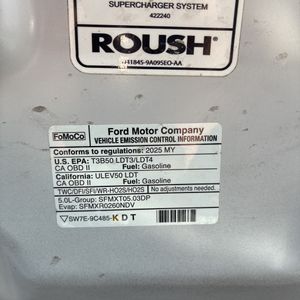 SUPERCHARGER SYSTEM
422240
ROUSH®
FoMoCo
Ford Motor Company
VEHICLE EMISSION CONTROL INFORMATION
Conforms to regulations: 2025 MY
U.S. EPA: T3B50 LDT3/LDT4
CA OBD II Fuel: Gasoline
California: ULEV50 LDT
CA OBD II Fuel: Gasoline
TWC/DFI/SFI/WR-HO2S/HO2S
No adjustments needed.
5.0L-Group: SFMXT05.03DP
Evap: SFMXR0260NDV
SW7E-9C485-KDT